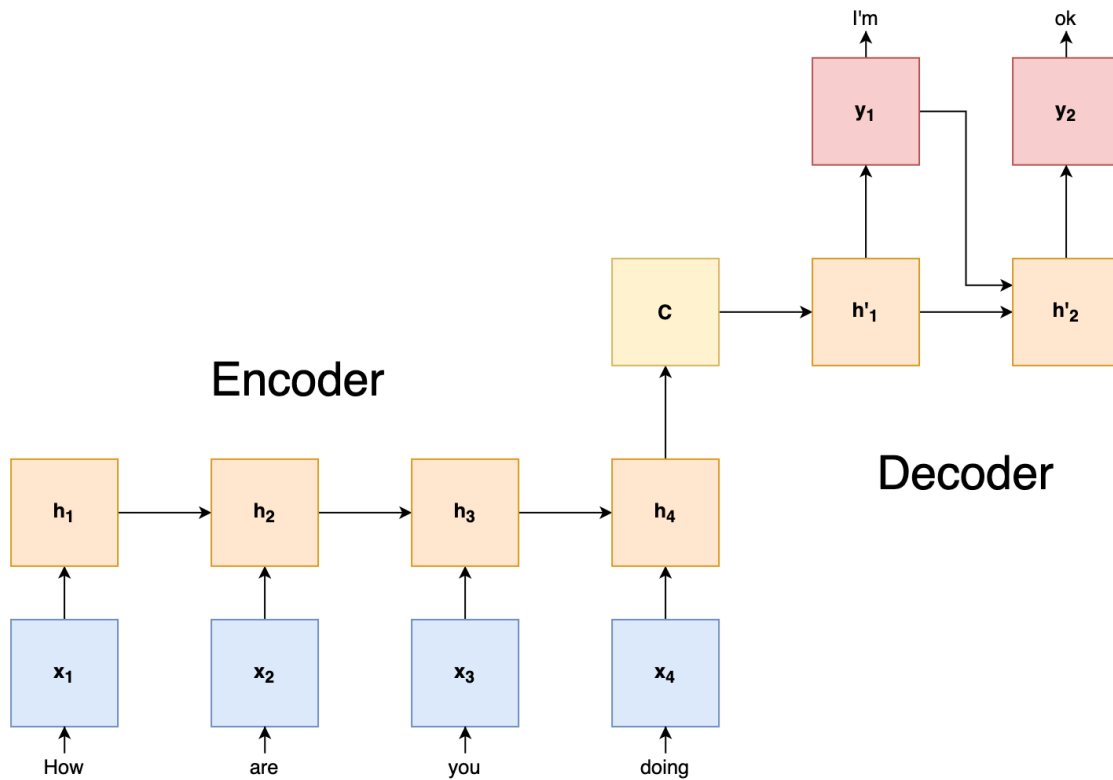 I'm ok
y₁ y₂
C h'₁ h'₂
Encoder
Decoder
h₁ h₂ h₃ h₄
x₁ x₂ x₃ x₄
How are you doing